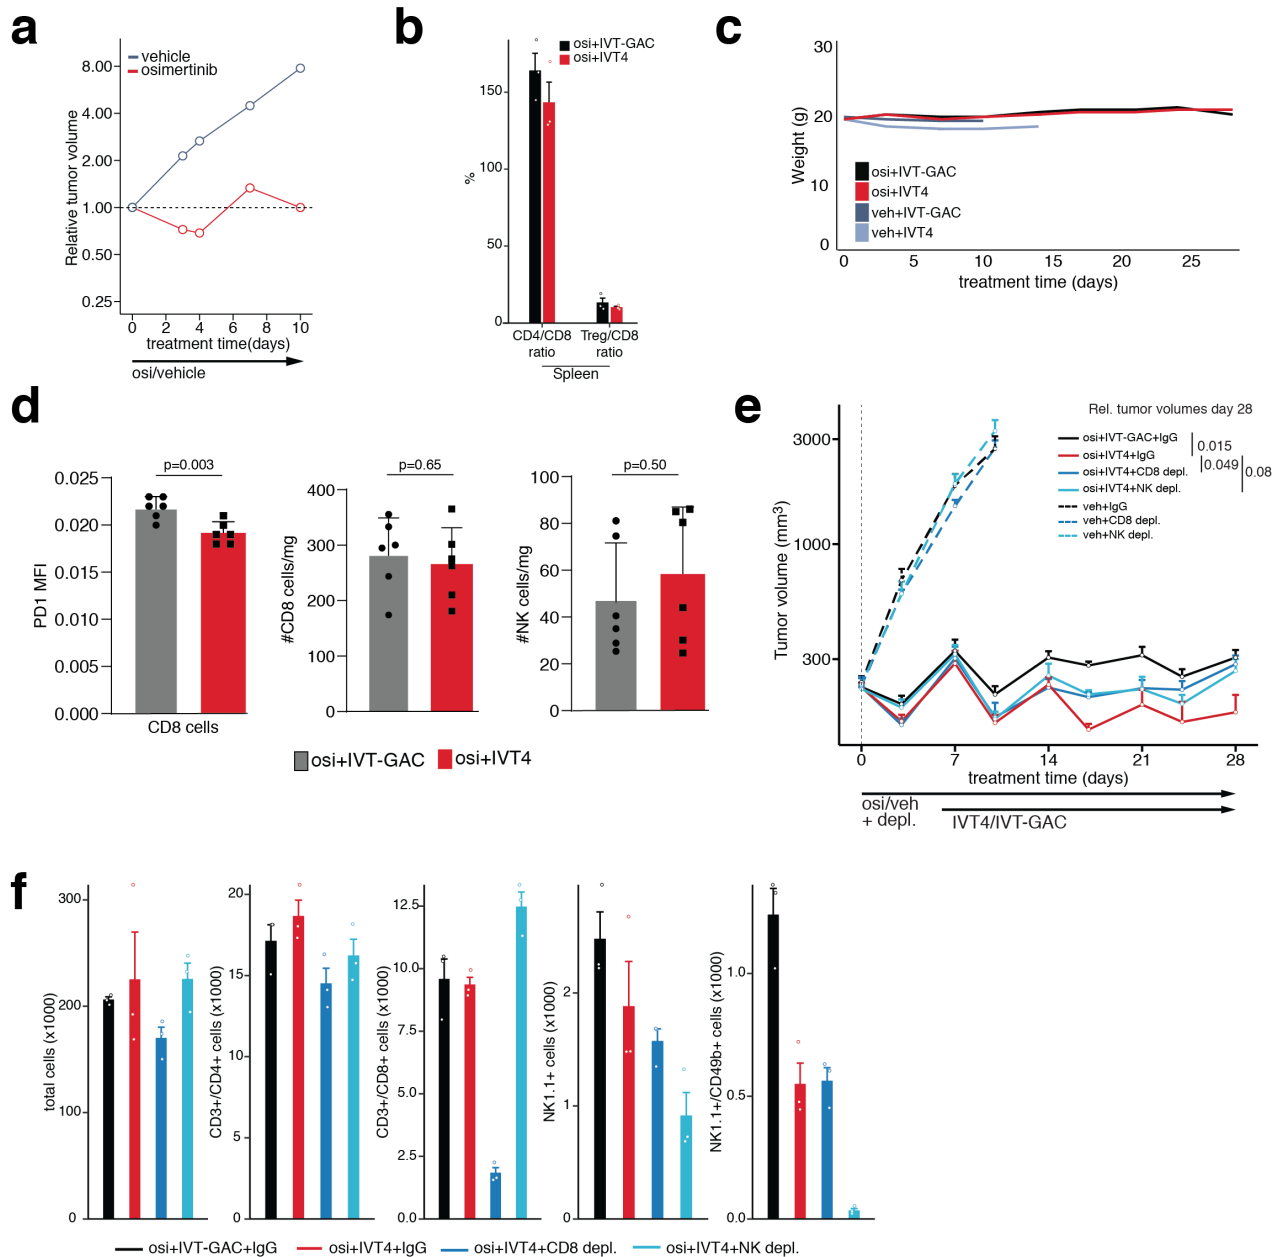 a
vehicle
osimertinib
Relative tumor volume
8.00
4.00
2.00
1.00
0.50
0.25
0 2 4 6 8 10
treatment time(days)
osi/vehicle
b
osi+IVT-GAC
osi+IVT4
%
150
100
50
0
CD4/CD8 Treg/CD8
ratio ratio
Spleen
c
Weight (g)
30
20
10
0
osi+IVT-GAC
osi+IVT4
veh+IVT-GAC
veh+IVT4
0 5 10 15 20 25
treatment time (days)
d
PD1 MFI
p=0.003
0.025
0.020
0.015
0.010
0.005
0.000
CD8 cells
#CD8 cells/mg
p=0.65
400
300
200
100
0
#NK cells/mg
p=0.50
100
80
60
40
20
0
osi+IVT-GAC osi+IVT4
e
Rel. tumor volumes day 28
osi+IVT-GAC+IgG
osi+IVT4+IgG
osi+IVT4+CD8 depl.
osi+IVT4+NK depl.
veh+IgG
veh+CD8 depl.
veh+NK depl.
0.015
0.049
0.08
Tumor volume (mm³)
3000
1000
300
0 7 14 21 28
treatment time (days)
osi/veh
+ depl.
IVT4/IVT-GAC
f
total cells (x1000)
300
200
100
0
CD3+/CD4+ cells (x1000)
20
15
10
5
0
CD3+/CD8+ cells (x1000)
12.5
10.0
7.5
5.0
2.5
0.0
NK1.1+ cells (x1000)
2
1
0
NK1.1+/CD49b+ cells (x1000)
1.0
0.5
0.0
osi+IVT-GAC+IgG osi+IVT4+IgG osi+IVT4+CD8 depl. osi+IVT4+NK depl.